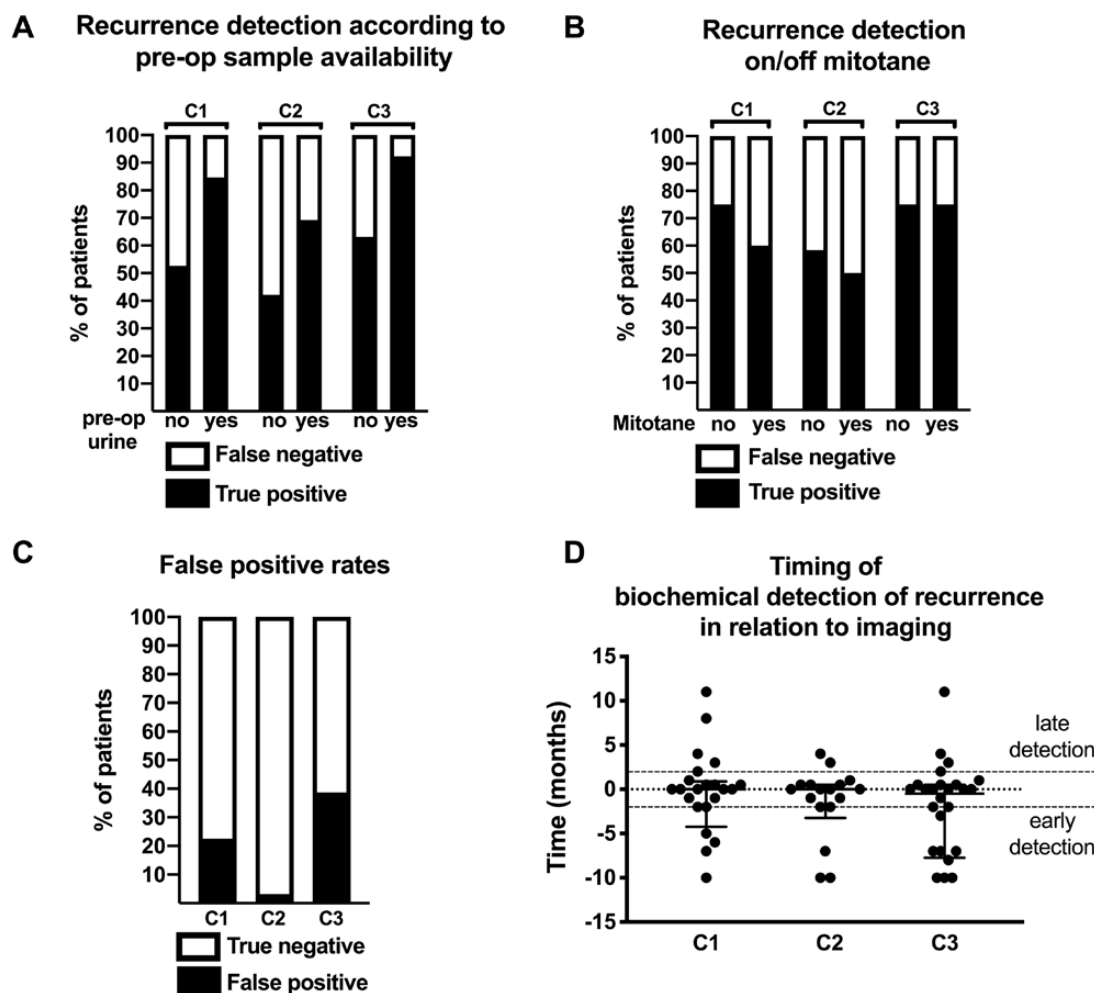 A
Recurrence detection according to
pre-op sample availability
C1 C2 C3
100
90
80
70
60
50
40
30
20
10
% of patients
pre-op
urine
no yes no yes no yes
False negative
True positive
B
Recurrence detection
on/off mitotane
C1 C2 C3
100
90
80
70
60
50
40
30
20
10
% of patients
Mitotane no yes no yes no yes
False negative
True positive
C
False positive rates
100
90
80
70
60
50
40
30
20
10
% of patients
C1 C2 C3
True negative
False positive
D
Timing of
biochemical detection of recurrence
in relation to imaging
15
10
5
0
-5
-10
-15
Time (months)
late
detection
early
detection
C1 C2 C3